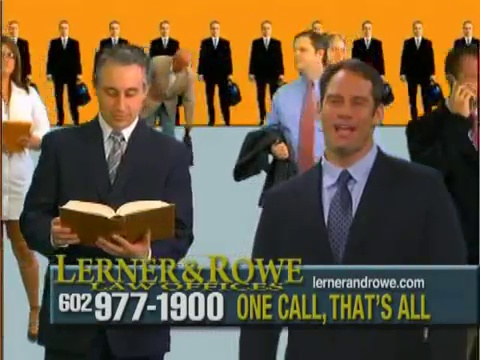 LERNER & ROWE
LAW OFFICES
lernerandrowe.com
602 977-1900 ONE CALL, THAT'S ALL